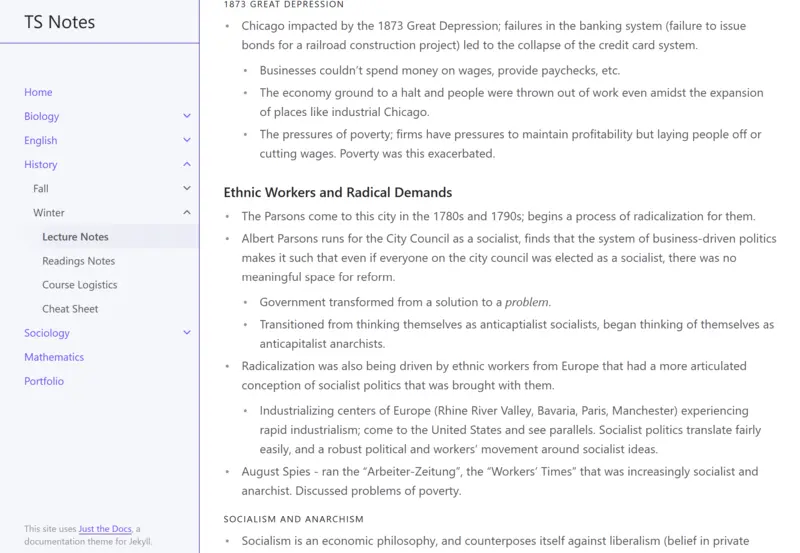 TS Notes
Home
Biology
English
History
Fall
Winter
Lecture Notes
Readings Notes
Course Logistics
Cheat Sheet
Sociology
Mathematics
Portfolio
This site uses Just the Docs, a
documentation theme for Jekyll.
1873 GREAT DEPRESSION
Chicago impacted by the 1873 Great Depression; failures in the banking system (failure to issue
bonds for a railroad construction project) led to the collapse of the credit card system.
Businesses couldn't spend money on wages, provide paychecks, etc.
The economy ground to a halt and people were thrown out of work even amidst the expansion
of places like industrial Chicago.
The pressures of poverty; firms have pressures to maintain profitability but laying people off or
cutting wages. Poverty was this exacerbated.
Ethnic Workers and Radical Demands
The Parsons come to this city in the 1780s and 1790s; begins a process of radicalization for them.
Albert Parsons runs for the City Council as a socialist, finds that the system of business-driven politics
makes it such that even if everyone on the city council was elected as a socialist, there was no
meaningful space for reform.
Government transformed from a solution to a problem.
Transitioned from thinking themselves as anticaptialist socialists, began thinking of themselves as
anticapitalist anarchists.
Radicalization was also being driven by ethnic workers from Europe that had a more articulated
conception of socialist politics that was brought with them.
Industrializing centers of Europe (Rhine River Valley, Bavaria, Paris, Manchester) experiencing
rapid industrialism; come to the United States and see parallels. Socialist politics translate fairly
easily, and a robust political and workers' movement around socialist ideas.
August Spies - ran the “Arbeiter-Zeitung”, the “Workers’ Times” that was increasingly socialist and
anarchist. Discussed problems of poverty.
SOCIALISM AND ANARCHISM
Socialism is an economic philosophy, and counterposes itself against liberalism (belief in private